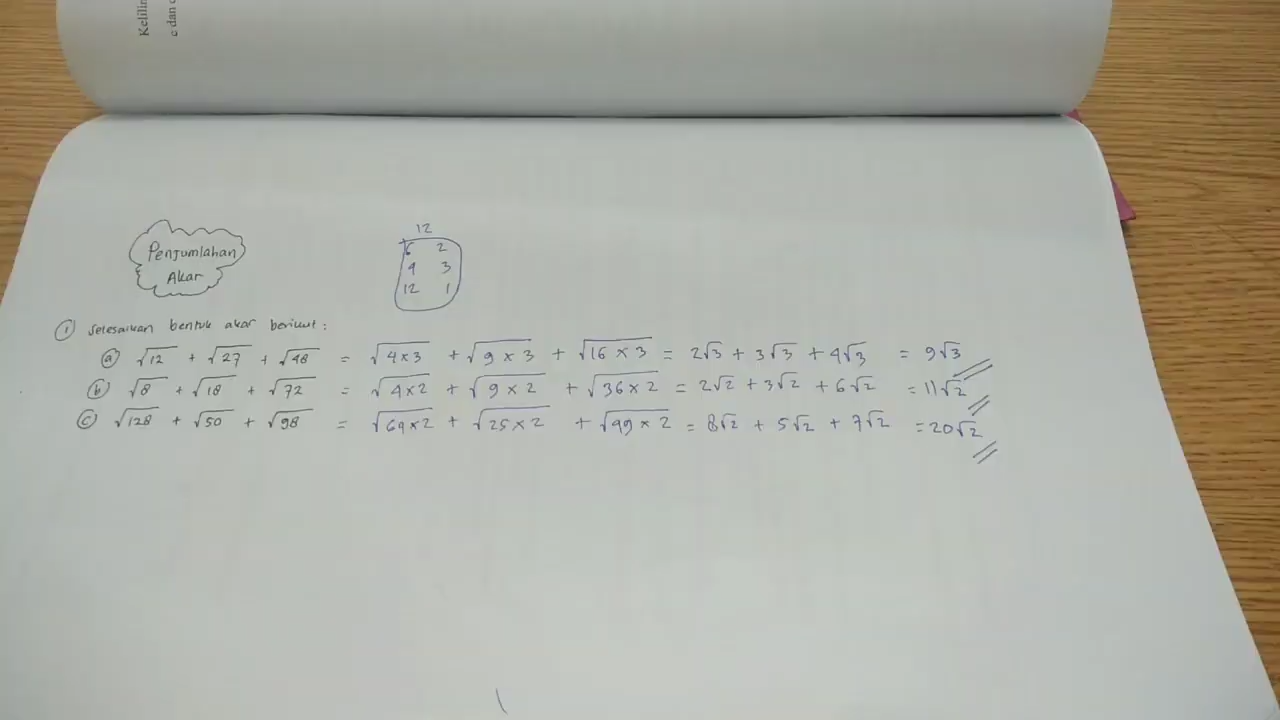 Kelilin
e dan
Penjumlahan
Akar
12
6 2
4 3
12 1
① Selesaikan bentuk akar berikut :
ⓐ √12 + √27 + √48 = √4×3 + √9×3 + √16×3 = 2√3 + 3√3 + 4√3 = 9√3
ⓑ √8 + √18 + √72 = √4×2 + √9×2 + √36×2 = 2√2 + 3√2 + 6√2 = 11√2
ⓒ √128 + √50 + √98 = √64×2 + √25×2 + √49×2 = 8√2 + 5√2 + 7√2 = 20√2